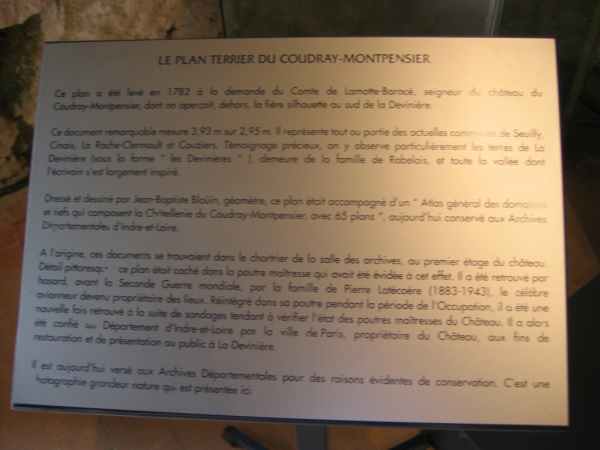 LE PLAN TERRIER DU COUDRAY-MONTPENSIER
Ce plan a été levé en 1782 à la demande du Comte de Lamotte-Baracé, seigneur du château du
Coudray-Montpensier, dont on aperçoit, dehors, la fière silhouette au sud de la Devinière.
Ce document remarquable mesure 3,93 m sur 2,95 m. Il représente tout ou partie des actuelles communes de Seuilly,
Cinais, La Roche-Clermault et Couziers. Témoignage précieux, on y observe particulièrement les terres de La
Devinière (sous la forme " les Devinières " ), demeure de la famille de Rabelais, et toute la vallée dont
l'écrivain s'est largement inspiré.
Dressé et dessiné par Jean-Baptiste Blaüin, géomètre, ce plan était accompagné d'un " Atlas général des domaines
et fiefs qui composent la Chatellenie du Coudray-Montpensier, avec 65 plans ", aujourd'hui conservé aux Archives
Départementales d'Indre-et-Loire.
A l'origine, ces documents se trouvaient dans le chartrier de la salle des archives, au premier étage du château.
Détail pittoresque ce plan était caché dans la poutre maîtresse qui avait été évidée à cet effet. Il a été retrouvé par
hasard, avant la Seconde Guerre mondiale, par la famille de Pierre Latécoère (1883-1943), le célèbre
avionneur devenu propriétaire des lieux. Réintégré dans sa poutre pendant la période de l'Occupation, il a été une
nouvelle fois retrouvé à la suite de sondages tendant à vérifier l'état des poutres maîtresses du Château. Il a alors
été confié au Département d'Indre-et-Loire par la ville de Paris, propriétaire du Château, aux fins de
restauration et de présentation au public à La Devinière.
Il est aujourd'hui versé aux Archives Départementales pour des raisons évidentes de conservation. C'est une
photographie grandeur nature qui est présentée ici.